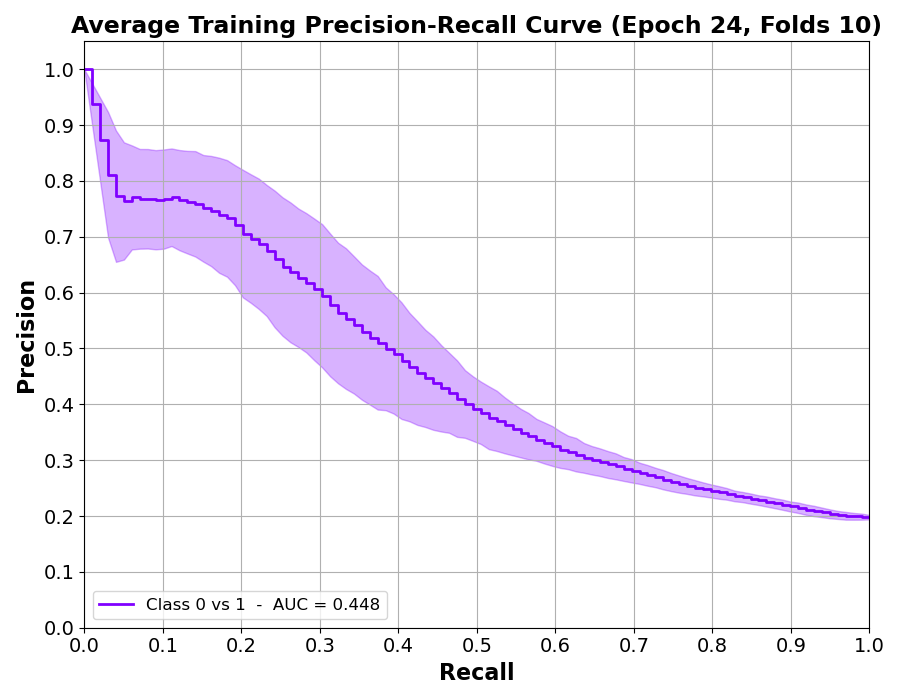 Average Training Precision-Recall Curve (Epoch 24, Folds 10)
1.0
0.9
0.8
0.7
0.6
0.5
0.4
0.3
0.2
0.1
0.0
Precision
Class 0 vs 1 - AUC = 0.448
0.0 0.1 0.2 0.3 0.4 0.5 0.6 0.7 0.8 0.9 1.0
Recall